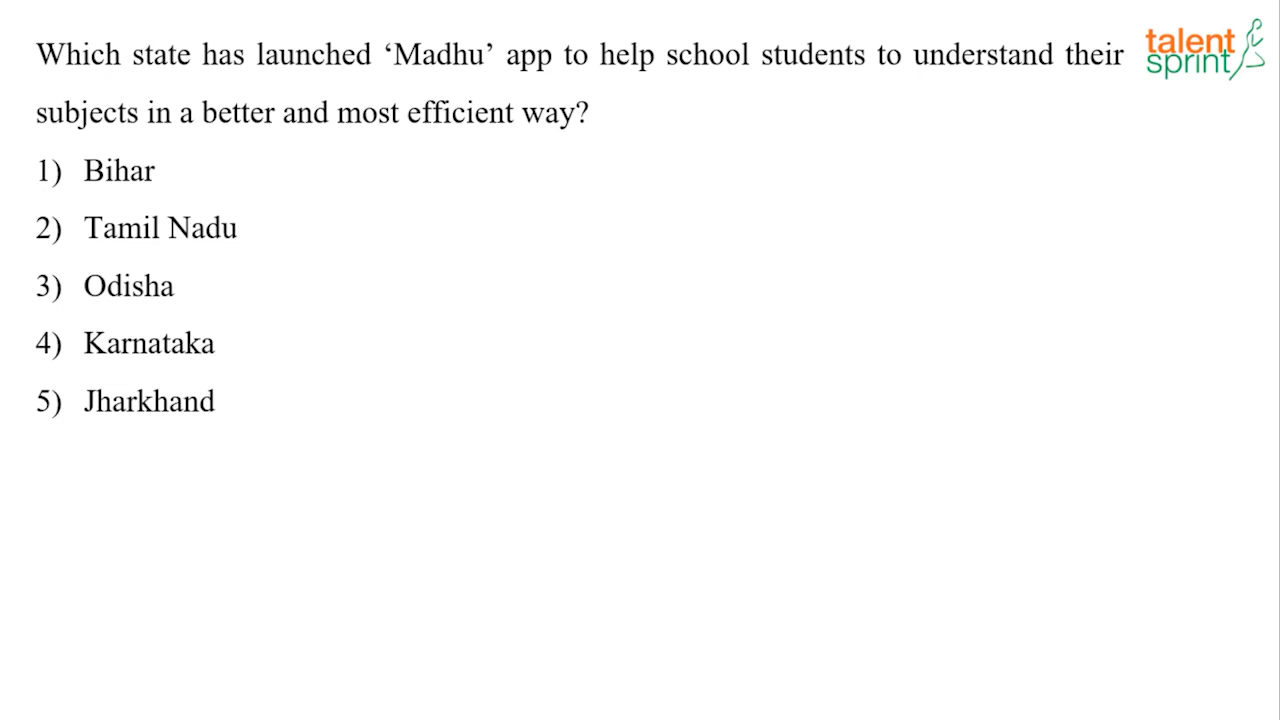 Which state has launched ‘Madhu’ app to help school students to understand their
subjects in a better and most efficient way?
1) Bihar
2) Tamil Nadu
3) Odisha
4) Karnataka
5) Jharkhand
talent
sprint